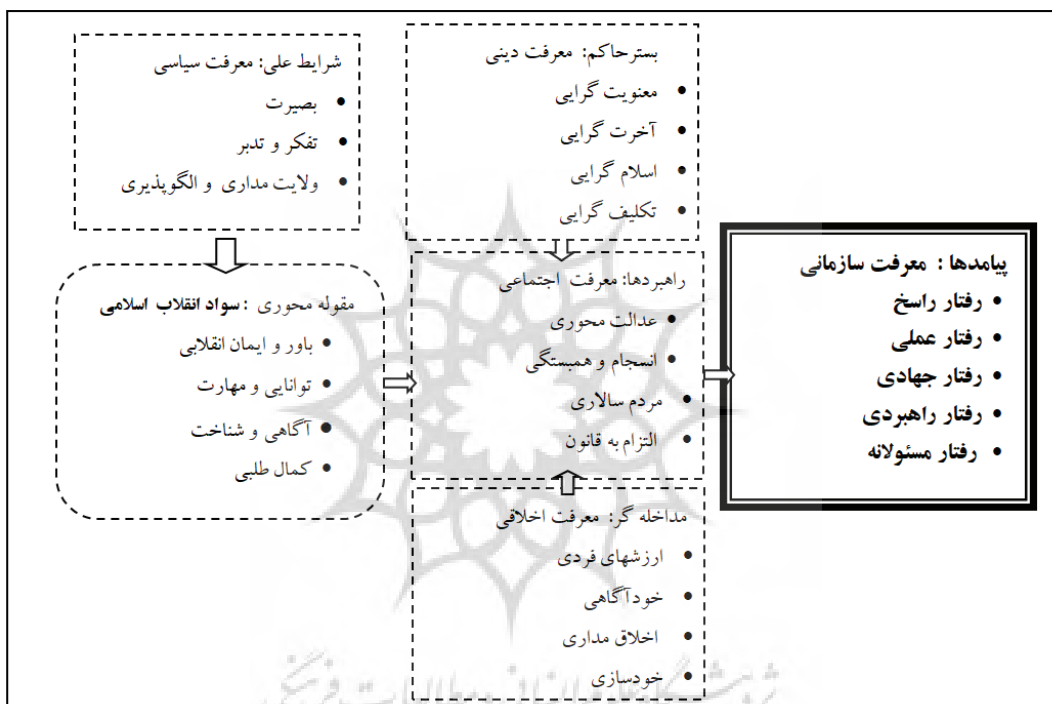 شرایط علی: معرفت سیاسی
• بصیرت
• تفکر و تدبر
• ولایت مداری و الگوپذیری
مقوله محوری : سواد انقلاب اسلامی
• باور و ایمان انقلابی
• توانایی و مهارت
• آگاهی و شناخت
• کمال طلبی
بسترحاکم: معرفت دینی
• معنویت گرایی
• آخرت گرایی
• اسلام گرایی
• تکلیف گرایی
راهبردها: معرفت اجتماعی
• عدالت محوری
• انسجام و همبستگی
• مردم سالاری
• التزام به قانون
مداخله گر: معرفت اخلاقی
• ارزشهای فردی
• خودآگاهی
• اخلاق مداری
• خودسازی
پیامدها : معرفت سازمانی
• رفتار راسخ
• رفتار عملی
• رفتار جهادی
• رفتار راهبردی
• رفتار مسئولانه